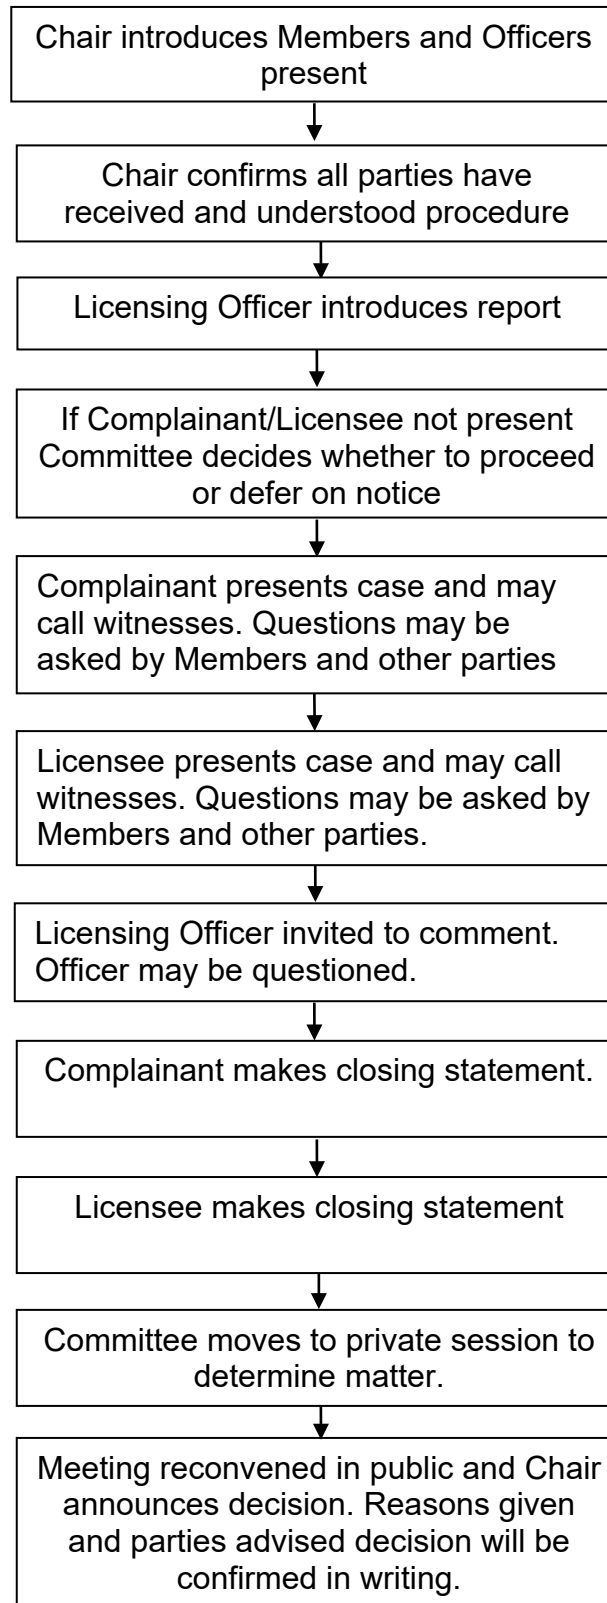 Chair introduces Members and Officers
present
Chair confirms all parties have
received and understood procedure
Licensing Officer introduces report
If Complainant/Licensee not present
Committee decides whether to proceed
or defer on notice
Complainant presents case and may
call witnesses. Questions may be
asked by Members and other parties
Licensee presents case and may call
witnesses. Questions may be asked by
Members and other parties.
Licensing Officer invited to comment.
Officer may be questioned.
Complainant makes closing statement.
Licensee makes closing statement
Committee moves to private session to
determine matter.
Meeting reconvened in public and Chair
announces decision. Reasons given
and parties advised decision will be
confirmed in writing.